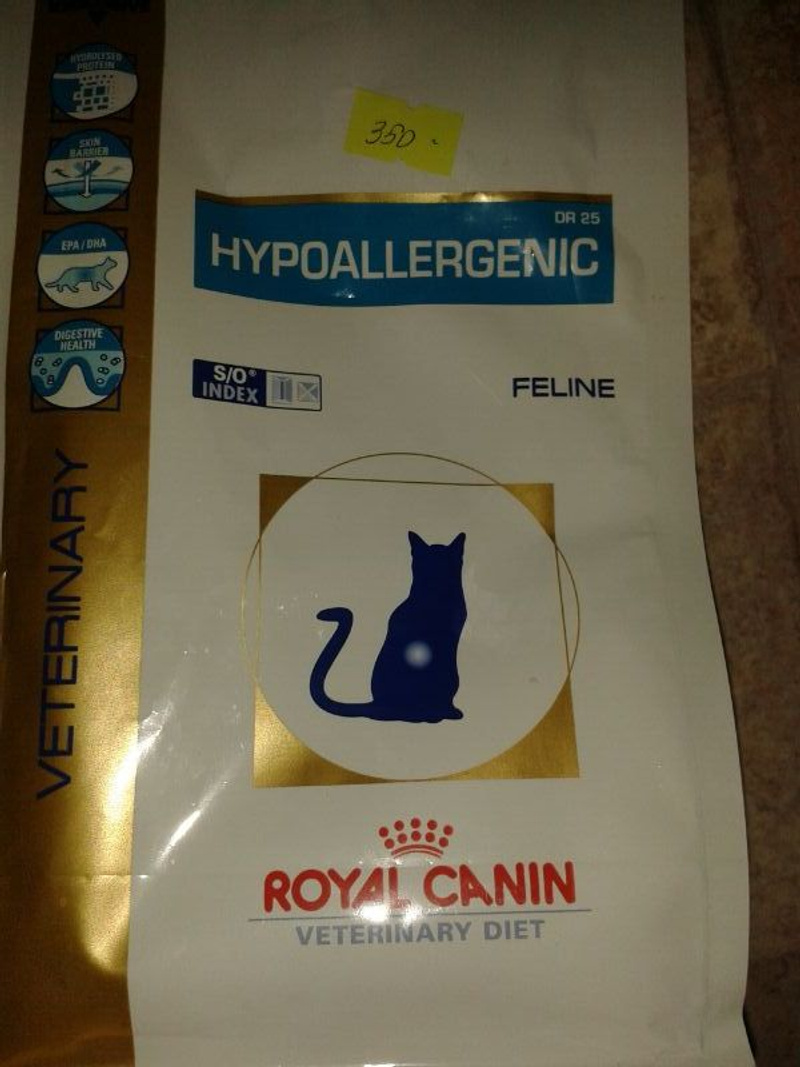 HYDROLYSED
PROTEIN
SKIN
BARRIER
EPA / DHA
DIGESTIVE
HEALTH
VETERINARY
350 -
DR 25
HYPOALLERGENIC
S/O®
INDEX
FELINE
ROYAL CANIN
VETERINARY DIET